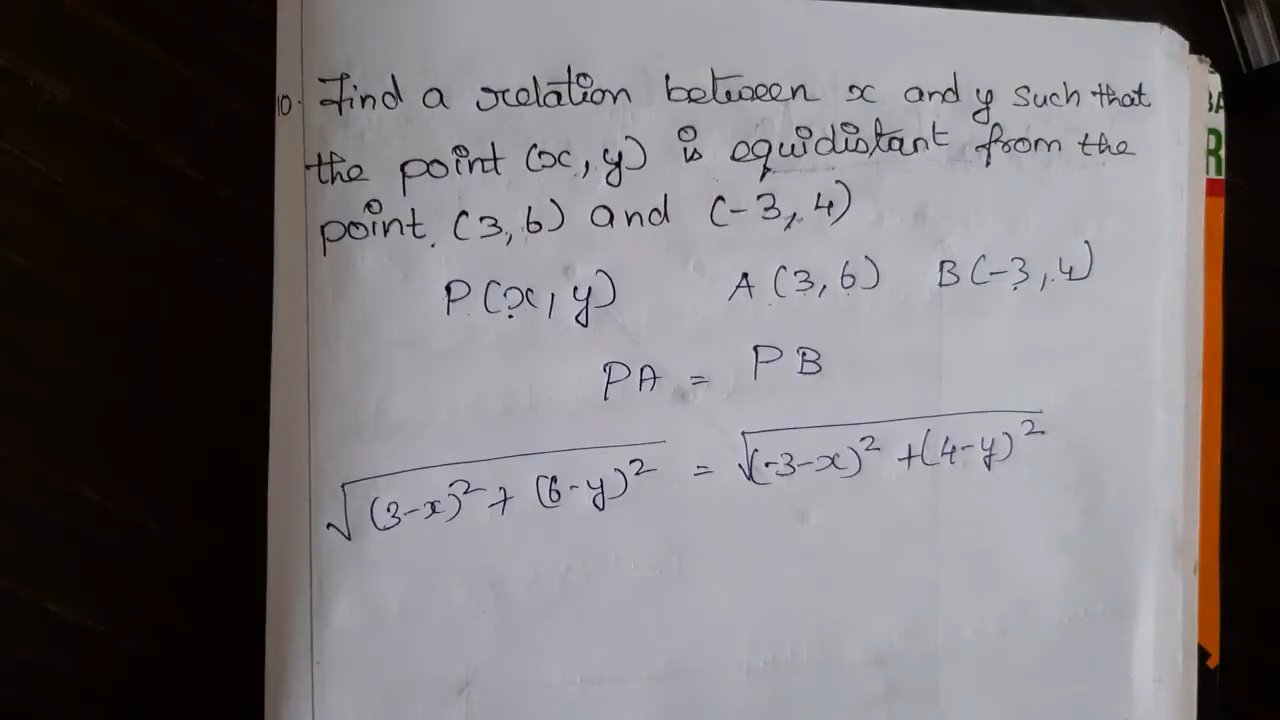 10. Find a relation between x and y such that
the point (x, y) is equidistant from the
point. (3, 6) and (-3, 4)
P(x, y) A (3, 6) B(-3, 4)
PA = PB
√((3-x)² + (6-y)²) = √((-3-x)² + (4-y)²)